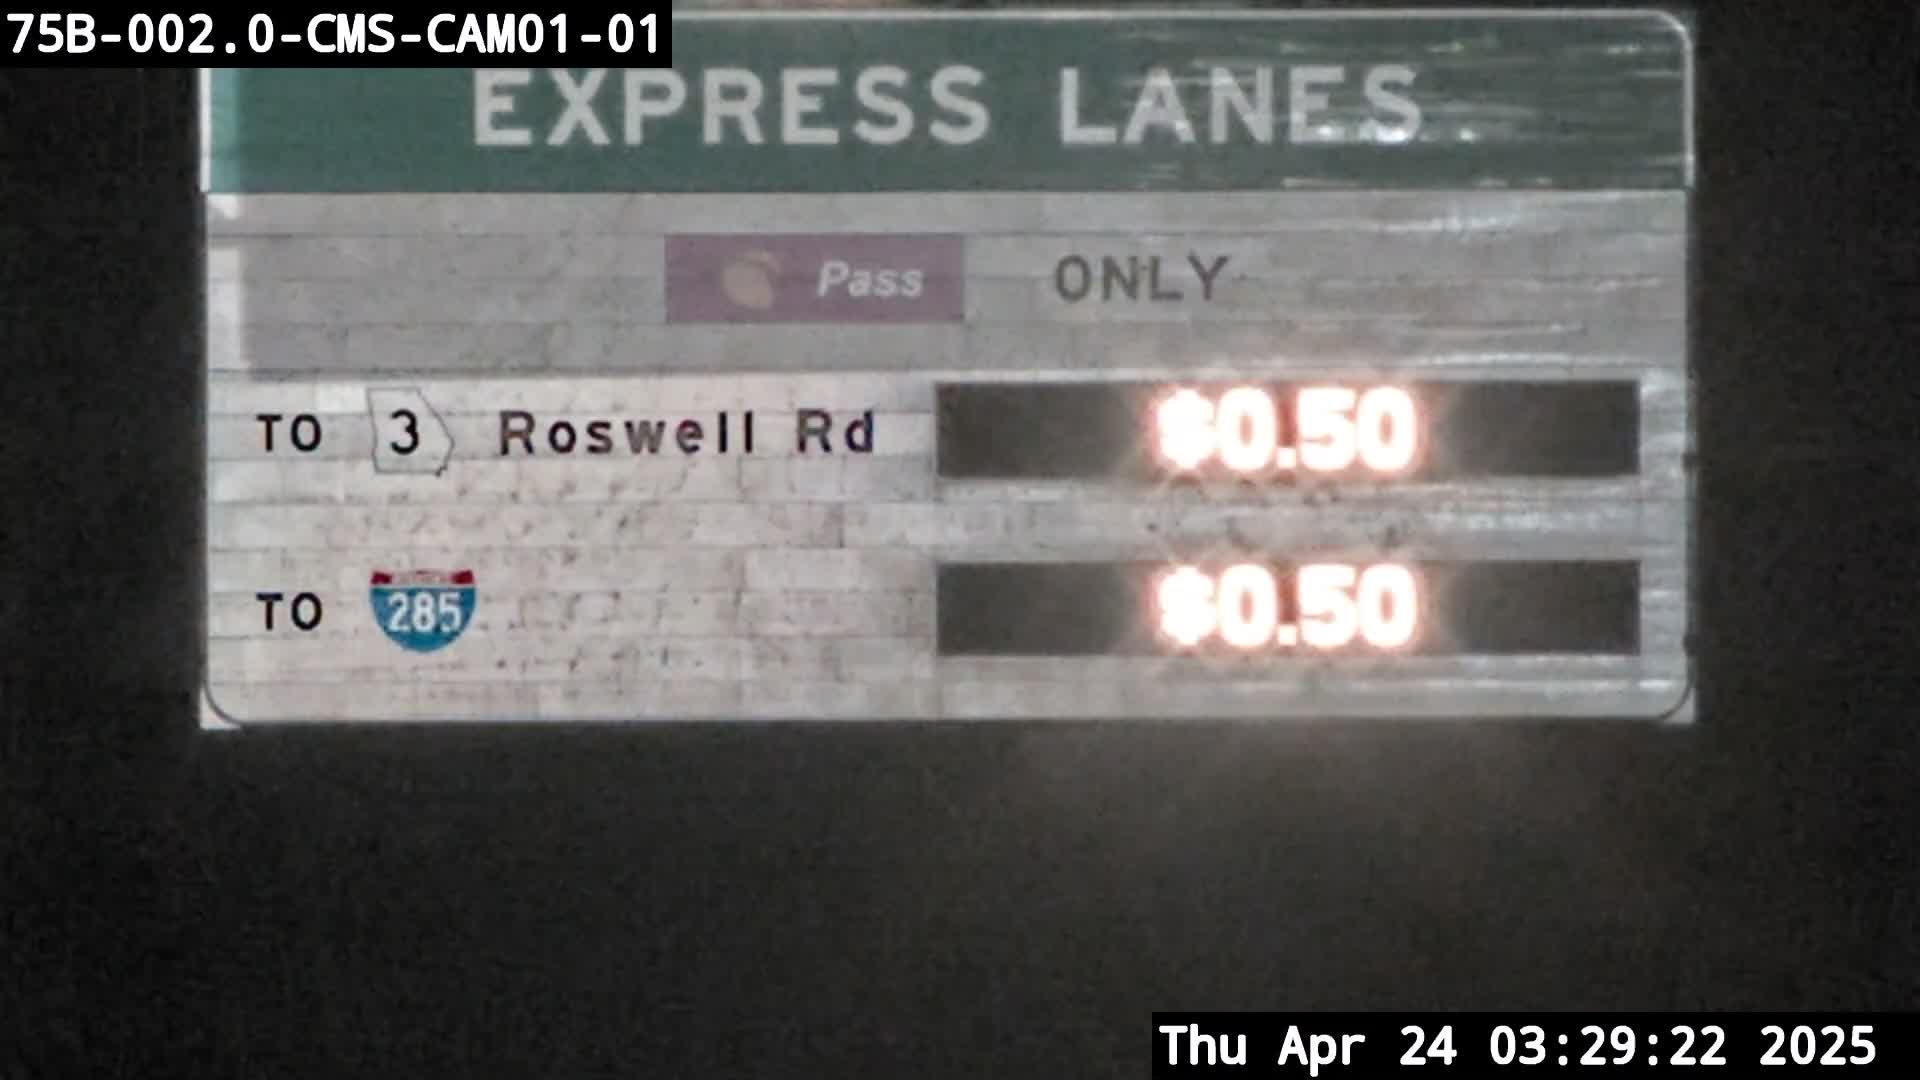 75B-002.0-CMS-CAM01-01
EXPRESS LANES
Pass ONLY
TO 3 Roswell Rd $0.50
TO 285 $0.50
Thu Apr 24 03:29:22 2025